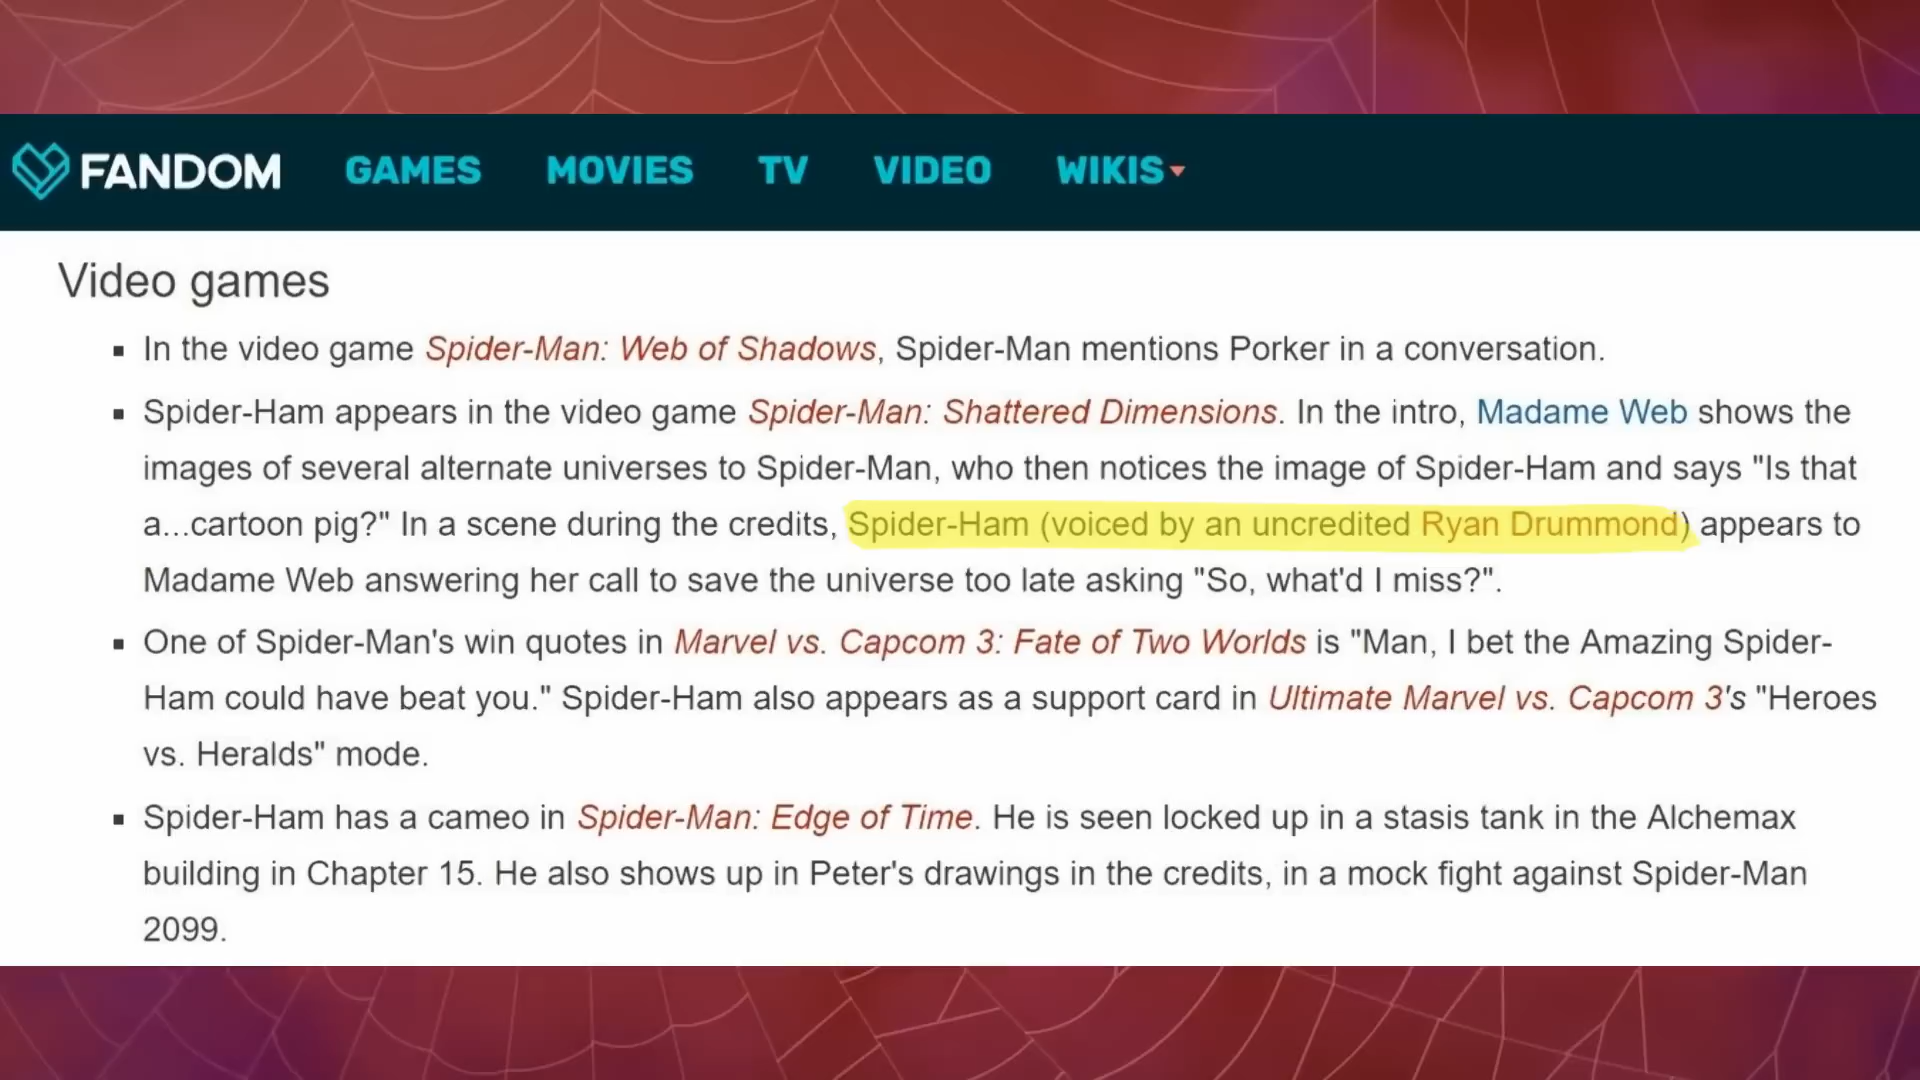 FANDOM GAMES MOVIES TV VIDEO WIKIS
Video games
In the video game Spider-Man: Web of Shadows, Spider-Man mentions Porker in a conversation.
Spider-Ham appears in the video game Spider-Man: Shattered Dimensions. In the intro, Madame Web shows the
images of several alternate universes to Spider-Man, who then notices the image of Spider-Ham and says "Is that
a...cartoon pig?" In a scene during the credits, Spider-Ham (voiced by an uncredited Ryan Drummond) appears to
Madame Web answering her call to save the universe too late asking "So, what'd I miss?".
One of Spider-Man's win quotes in Marvel vs. Capcom 3: Fate of Two Worlds is "Man, I bet the Amazing Spider-
Ham could have beat you." Spider-Ham also appears as a support card in Ultimate Marvel vs. Capcom 3's "Heroes
vs. Heralds" mode.
Spider-Ham has a cameo in Spider-Man: Edge of Time. He is seen locked up in a stasis tank in the Alchemax
building in Chapter 15. He also shows up in Peter's drawings in the credits, in a mock fight against Spider-Man
2099.